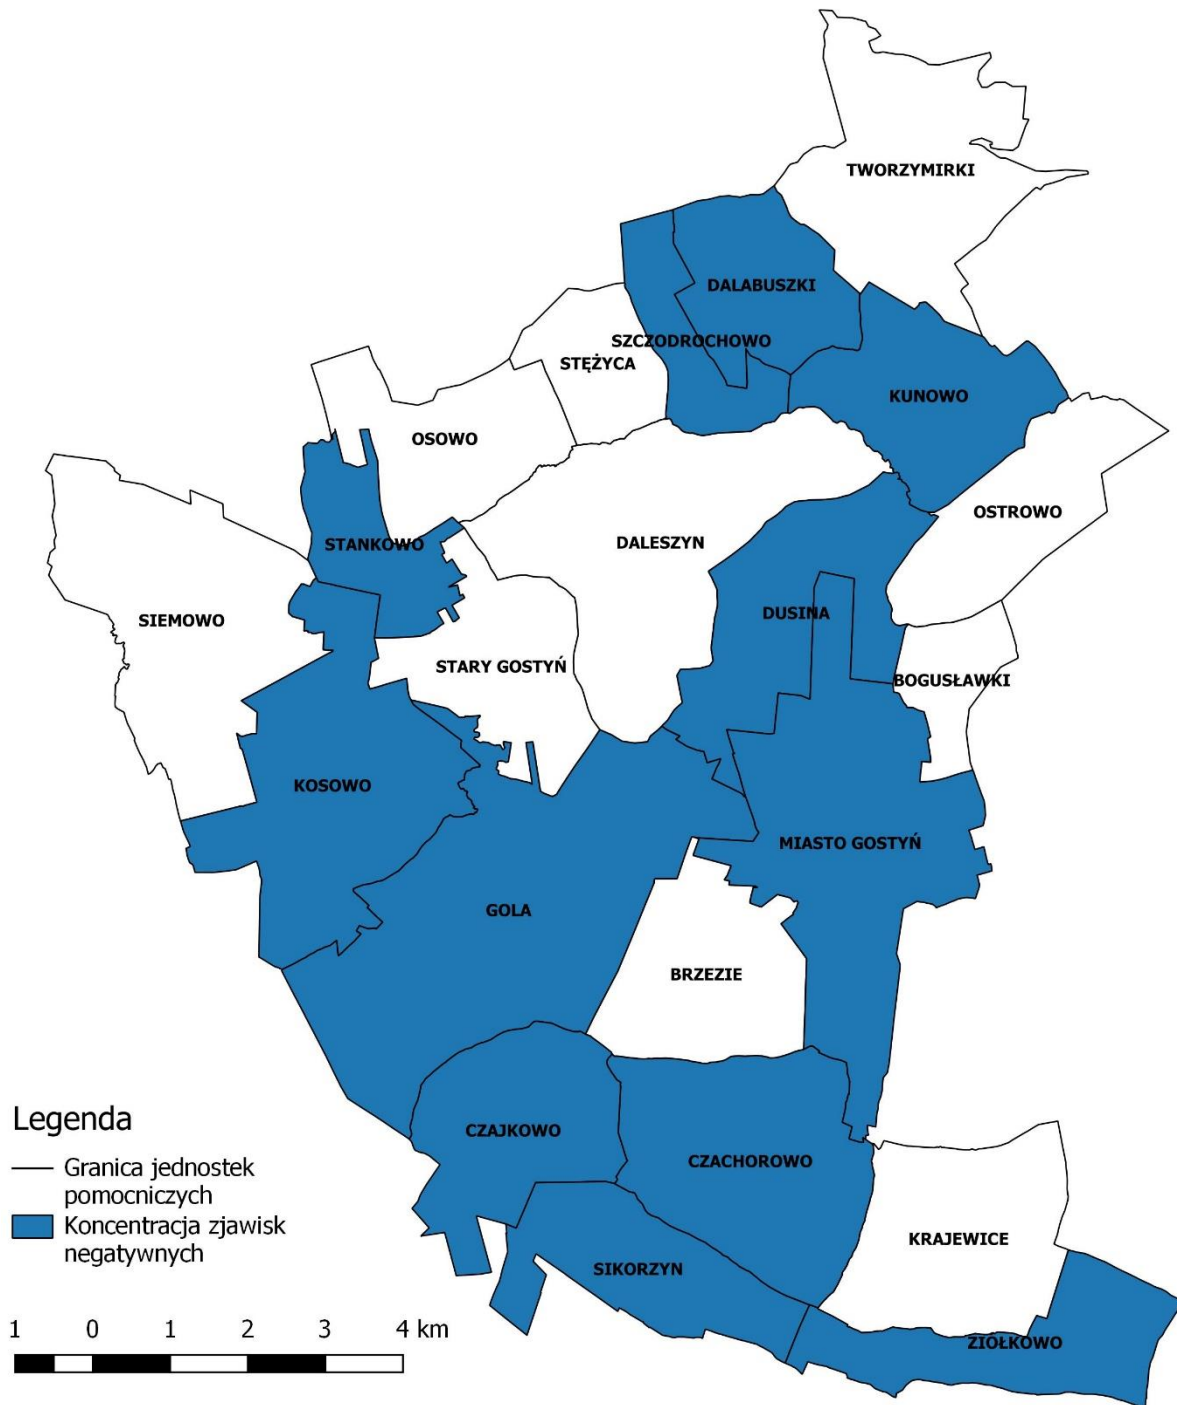 TWORZYMIRKI
DALABUSZKI
SZCZODROCHOWO
STĘŻYCA
KUNOWO
OSOWO
OSTROWO
STANKOWO
DALESZYN
DUSINA
SIEMOWO
STARY GOSTYŃ
BOGUSŁAWKI
KOSOWO
MIASTO GOSTYŃ
GOLA
BRZEZIE
CZAJKOWO
CZACHOROWO
KRAJEWICE
SIKORZYN
ZIÓŁKOWO
Legenda
Granica jednostek
pomocniczych
Koncentracja zjawisk
negatywnych
1 0 1 2 3 4 km